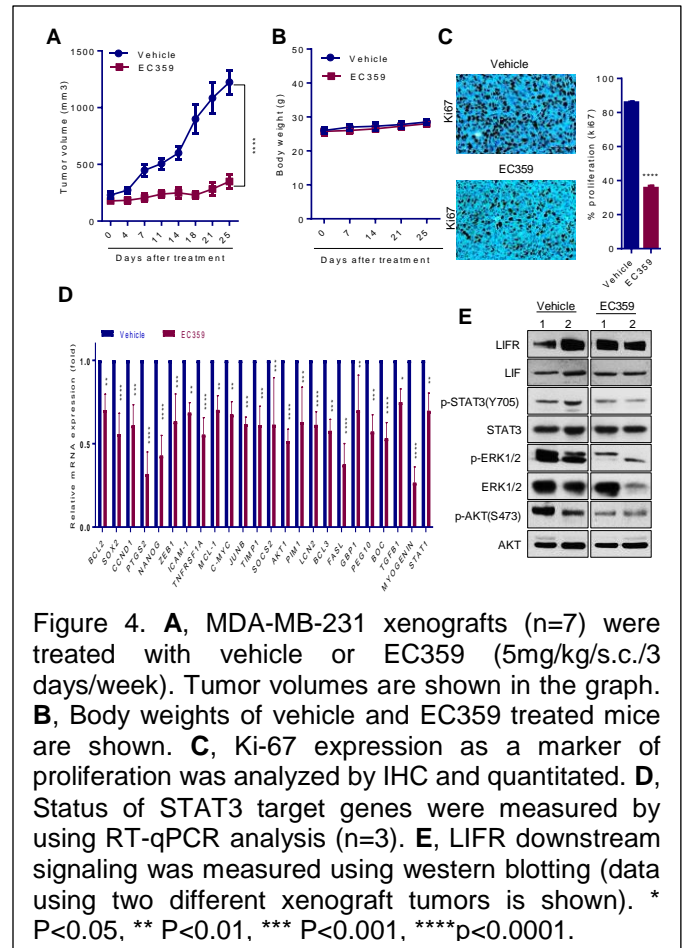 A
Vehicle
EC359
1500
1000
500
0
Tumor volume (mm3)
****
0 4 7 11 14 18 21 25
Days after treatment
B
Vehicle
EC359
40
30
20
10
0
Body weight (g)
0 7 14 21 25
Days after treatment
C
Vehicle
Ki67
EC359
Ki67
100
80
60
40
20
0
% proliferation (ki67)
****
Vehicle
EC359
D
Vehicle
EC359
1.0
0.5
0.0
Relative mRNA expression (fold)
BCL2
SOX2
CCND1
PTGS2
NANOG
ZEB1
ICAM-1
TNFRSF1A
MCL-1
C-MYC
JUNB
TIMP1
SOCS2
AKT1
PIM1
LCN2
BCL3
FASL
GBP1
PEG10
BOC
TGFB1
MYOGENIN
STAT1
E
Vehicle EC359
1 2 1 2
LIFR
LIF
p-STAT3(Y705)
STAT3
p-ERK1/2
ERK1/2
p-AKT(S473)
AKT
Figure 4. A, MDA-MB-231 xenografts (n=7) were
treated with vehicle or EC359 (5mg/kg/s.c./3
days/week). Tumor volumes are shown in the graph.
B, Body weights of vehicle and EC359 treated mice
are shown. C, Ki-67 expression as a marker of
proliferation was analyzed by IHC and quantitated. D,
Status of STAT3 target genes were measured by
using RT-qPCR analysis (n=3). E, LIFR downstream
signaling was measured using western blotting (data
using two different xenograft tumors is shown). *
P<0.05, ** P<0.01, *** P<0.001, ****p<0.0001.